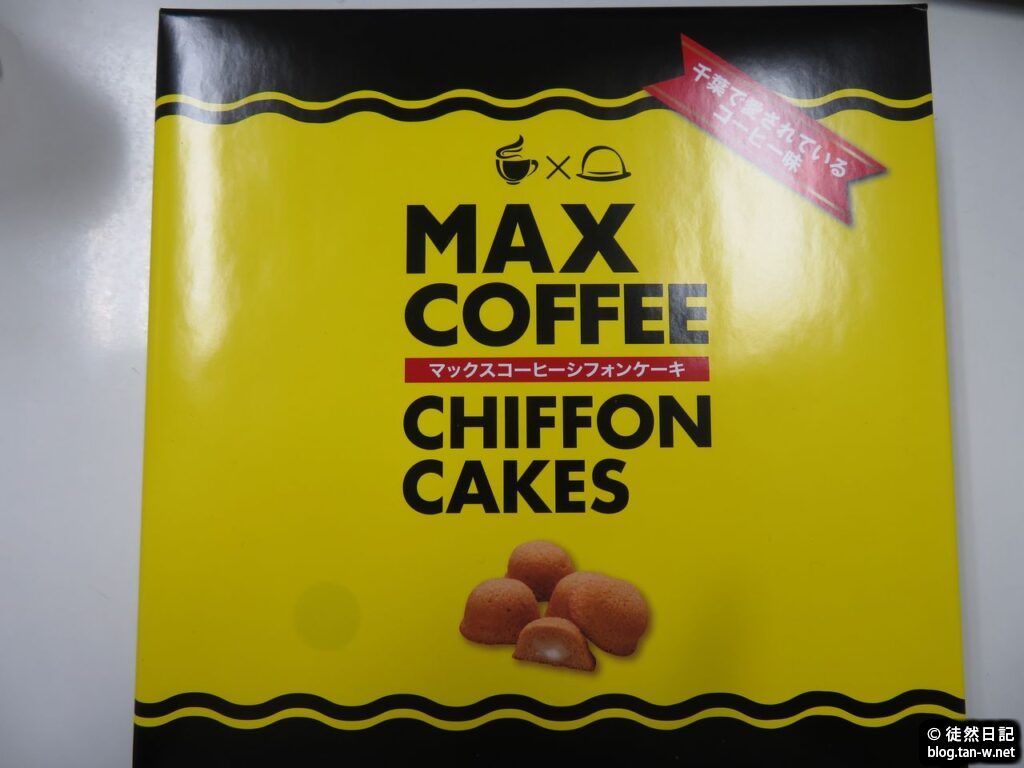 千葉で愛されている
コーヒー味
MAX
COFFEE
マックスコーヒーシフォンケーキ
CHIFFON
CAKES
© 徒然日記
blog.tan-w.net